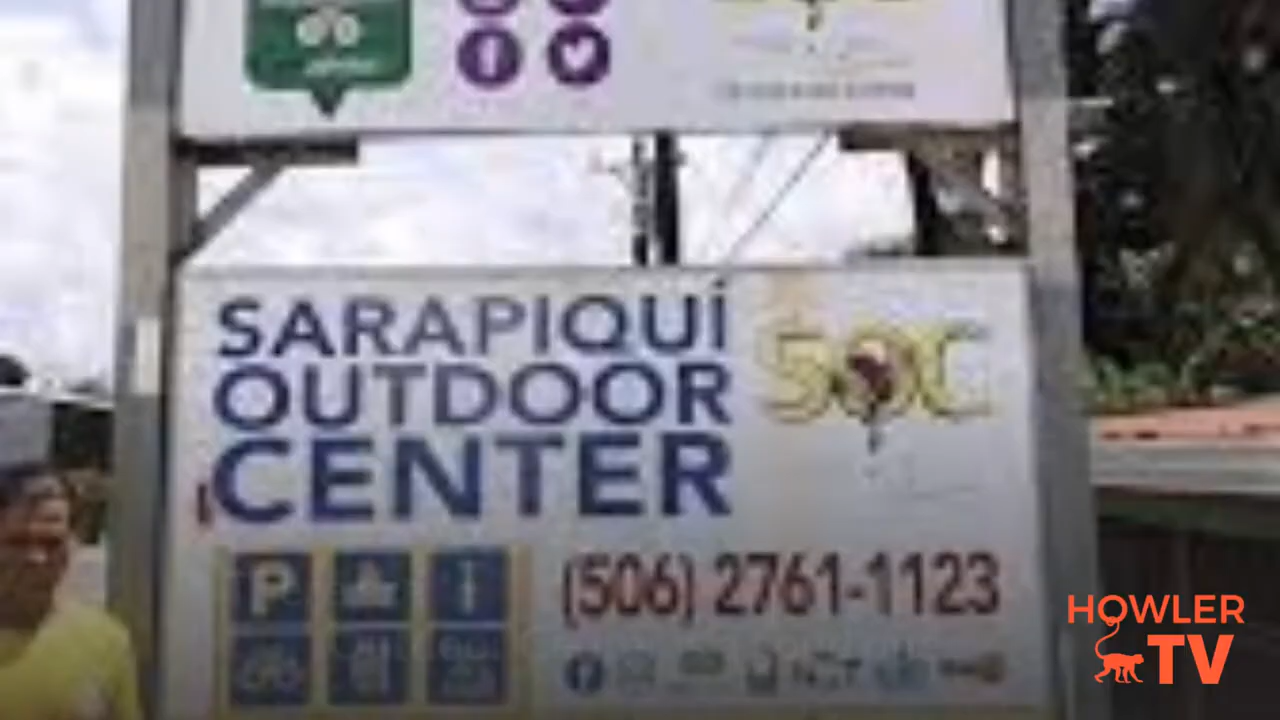 SARAPIQUÍ
OUTDOOR
CENTER
SOC
P
i
(506) 2761-1123
HOWLER
TV